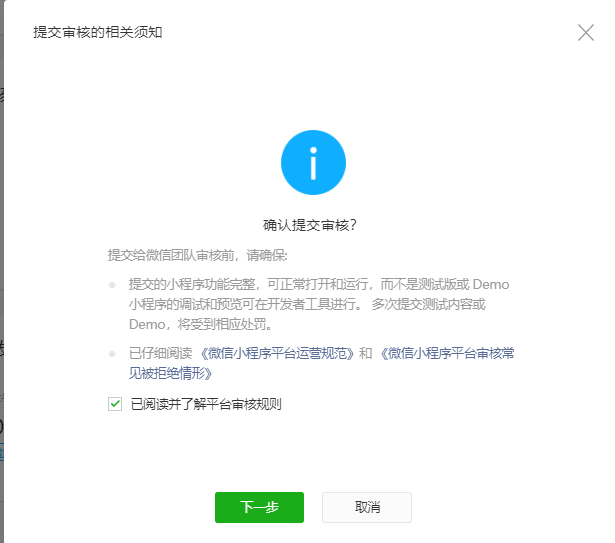 提交审核的相关须知
确认提交审核?
提交给微信团队审核前，请确保:
提交的小程序功能完整，可正常打开和运行，而不是测试版或 Demo
小程序的调试和预览可在开发者工具进行。 多次提交测试内容或
Demo，将受到相应处罚。
已仔细阅读 《微信小程序平台运营规范》和 《微信小程序平台审核常
见被拒绝情形》
已阅读并了解平台审核规则
下一步
取消